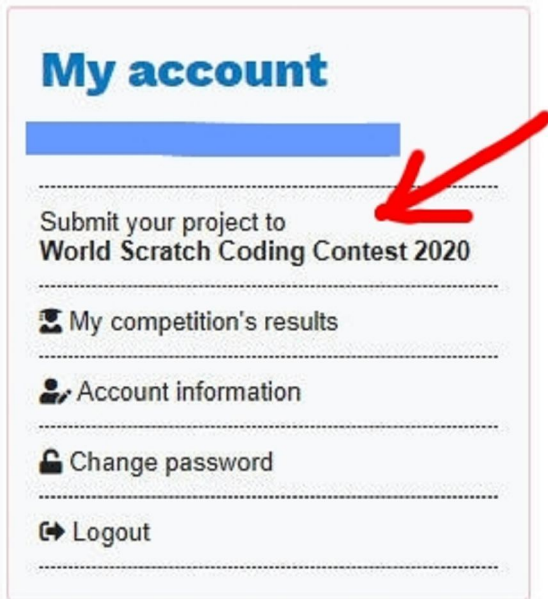 My account
Submit your project to
World Scratch Coding Contest 2020
My competition's results
Account information
Change password
Logout